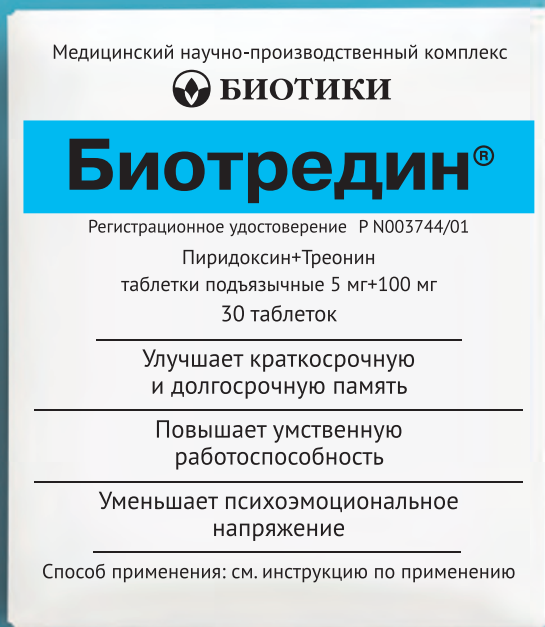 Медицинский научно-производственный комплекс
БИОТИКИ
Биотредин®
Регистрационное удостоверение Р N003744/01
Пиридоксин+Треонин
таблетки подъязычные 5 мг+100 мг
30 таблеток
Улучшает краткосрочную
и долгосрочную память
Повышает умственную
работоспособность
Уменьшает психоэмоциональное
напряжение
Способ применения: см. инструкцию по применению